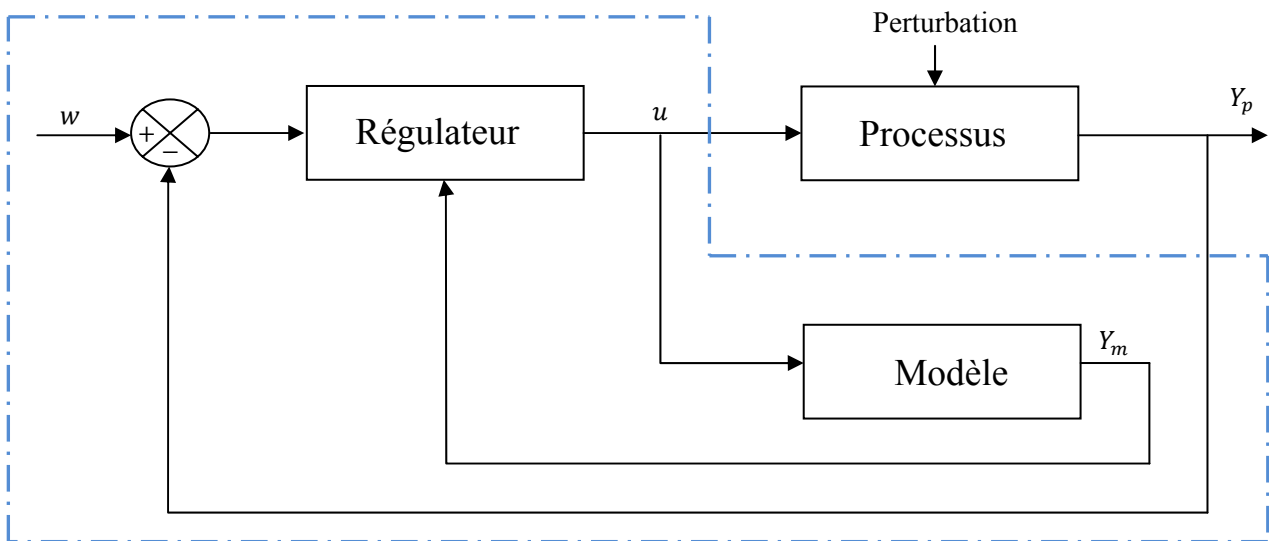 Perturbation
w
+
−
Régulateur
u
Processus
Y_p
Modèle
Y_m